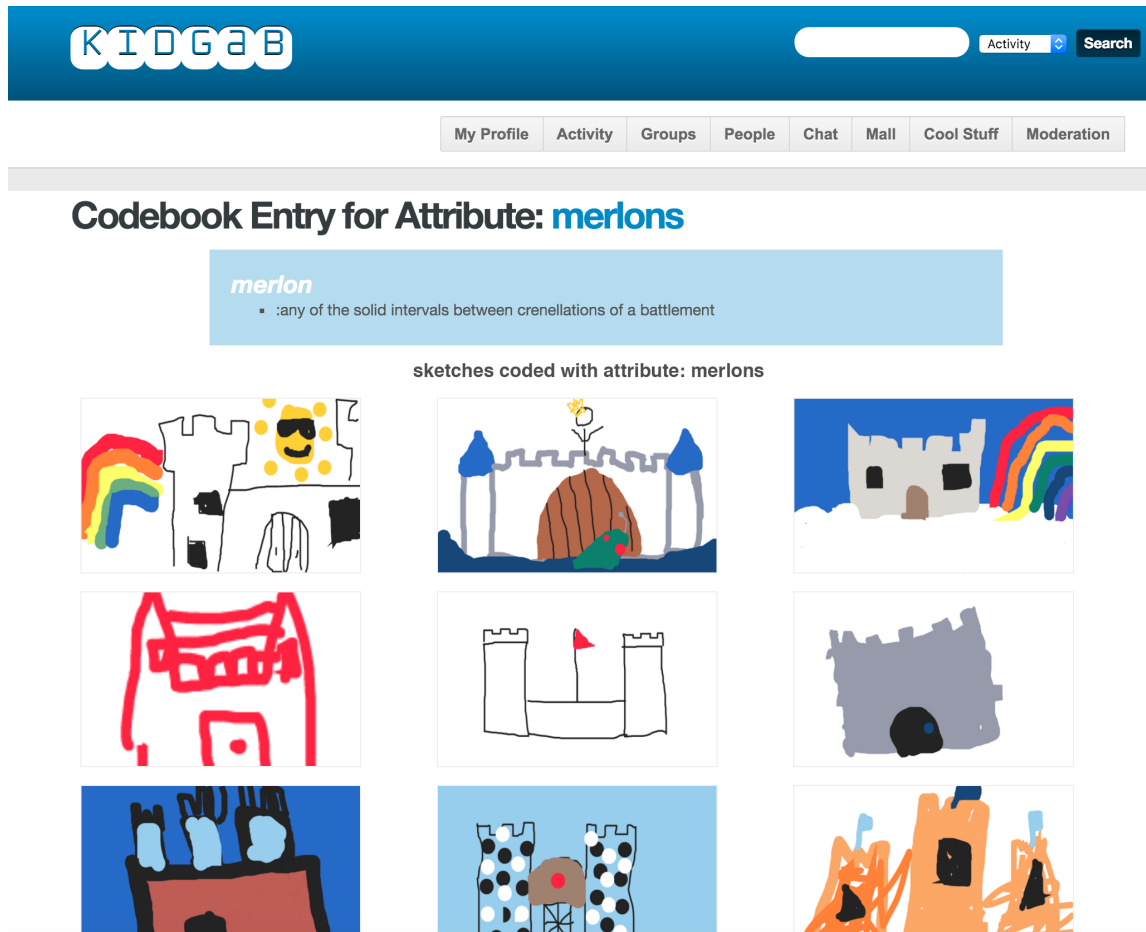 KIDGaB
Activity
Search
My Profile Activity Groups People Chat Mall Cool Stuff Moderation
Codebook Entry for Attribute: merlons
merlon
▪ :any of the solid intervals between crenellations of a battlement
sketches coded with attribute: merlons